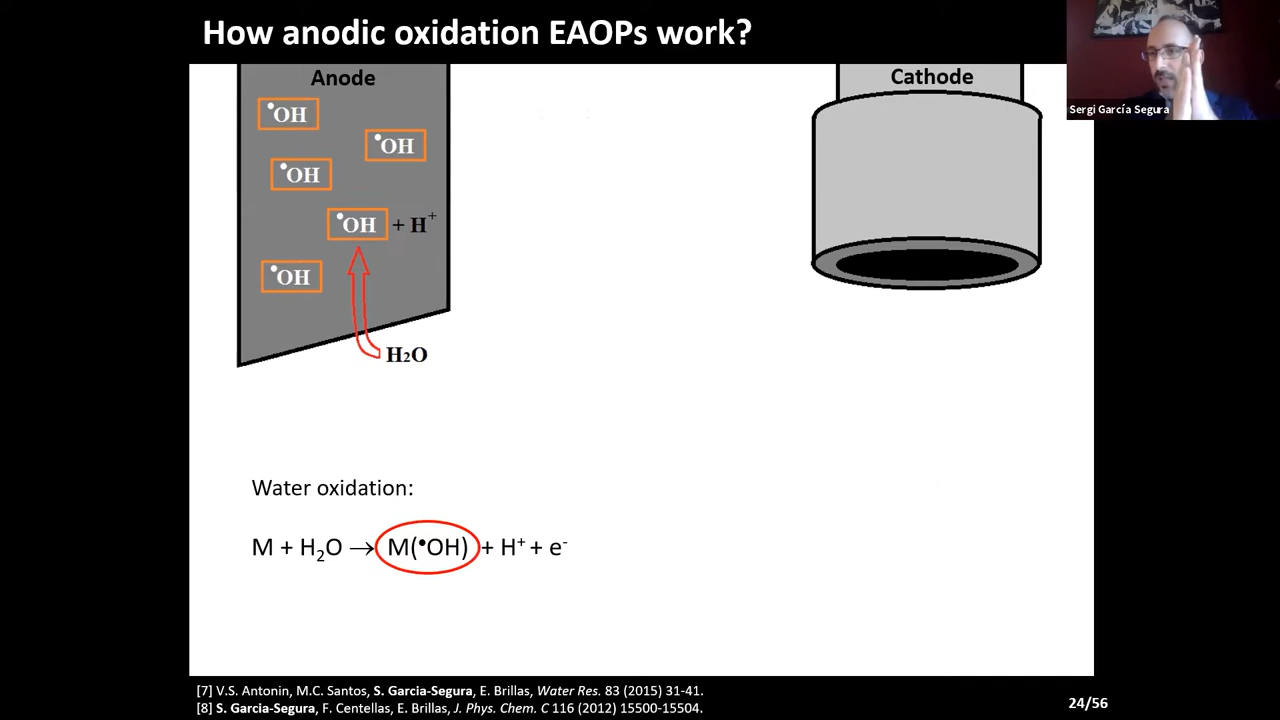 How anodic oxidation EAOPs work?
Sergi García Segura
Anode
Cathode
•OH
•OH
•OH
•OH + H⁺
•OH
H₂O
Water oxidation:
M + H₂O → M(•OH) + H⁺ + e⁻
[7] V.S. Antonin, M.C. Santos, S. Garcia-Segura, E. Brillas, Water Res. 83 (2015) 31-41.
[8] S. Garcia-Segura, F. Centellas, E. Brillas, J. Phys. Chem. C 116 (2012) 15500-15504.
24/56